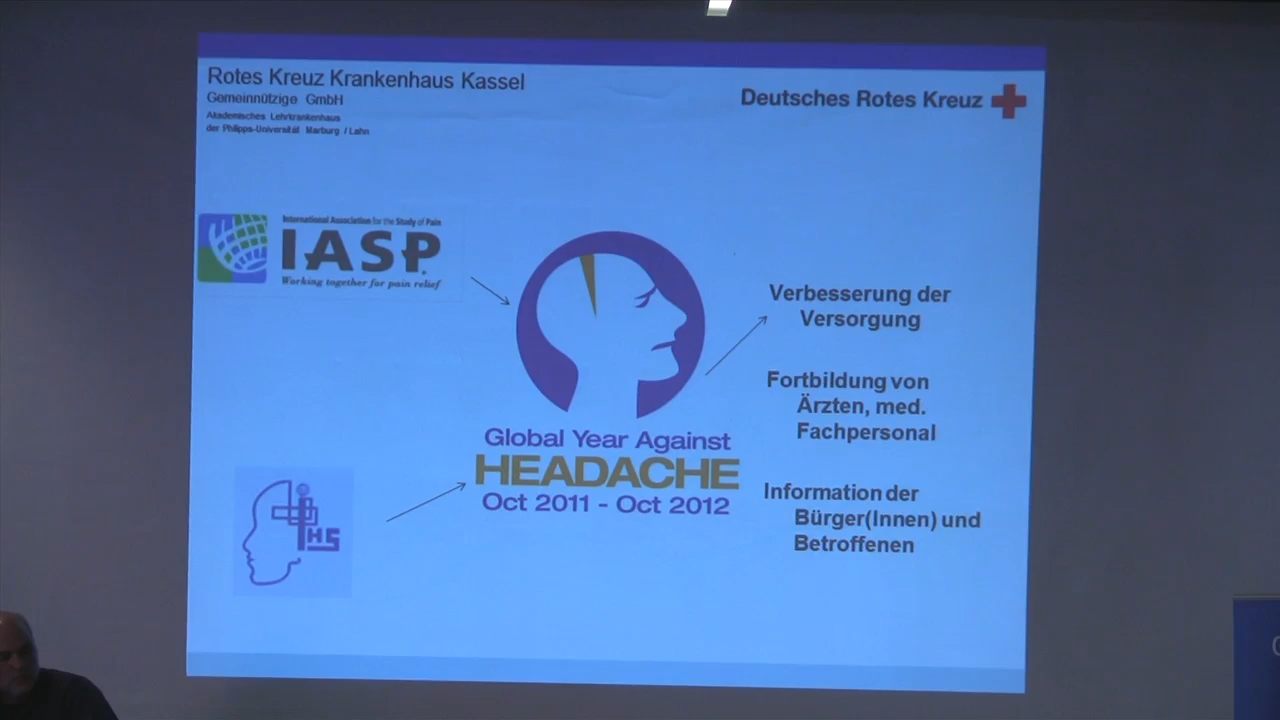 Rotes Kreuz Krankenhaus Kassel
Gemeinnützige GmbH
Akademisches Lehrkrankenhaus
der Philipps-Universität Marburg / Lahn
Deutsches Rotes Kreuz
International Association for the Study of Pain
IASP
Working together for pain relief
Global Year Against
HEADACHE
Oct 2011 - Oct 2012
IHS
Verbesserung der
Versorgung
Fortbildung von
Ärzten, med.
Fachpersonal
Information der
Bürger(Innen) und
Betroffenen